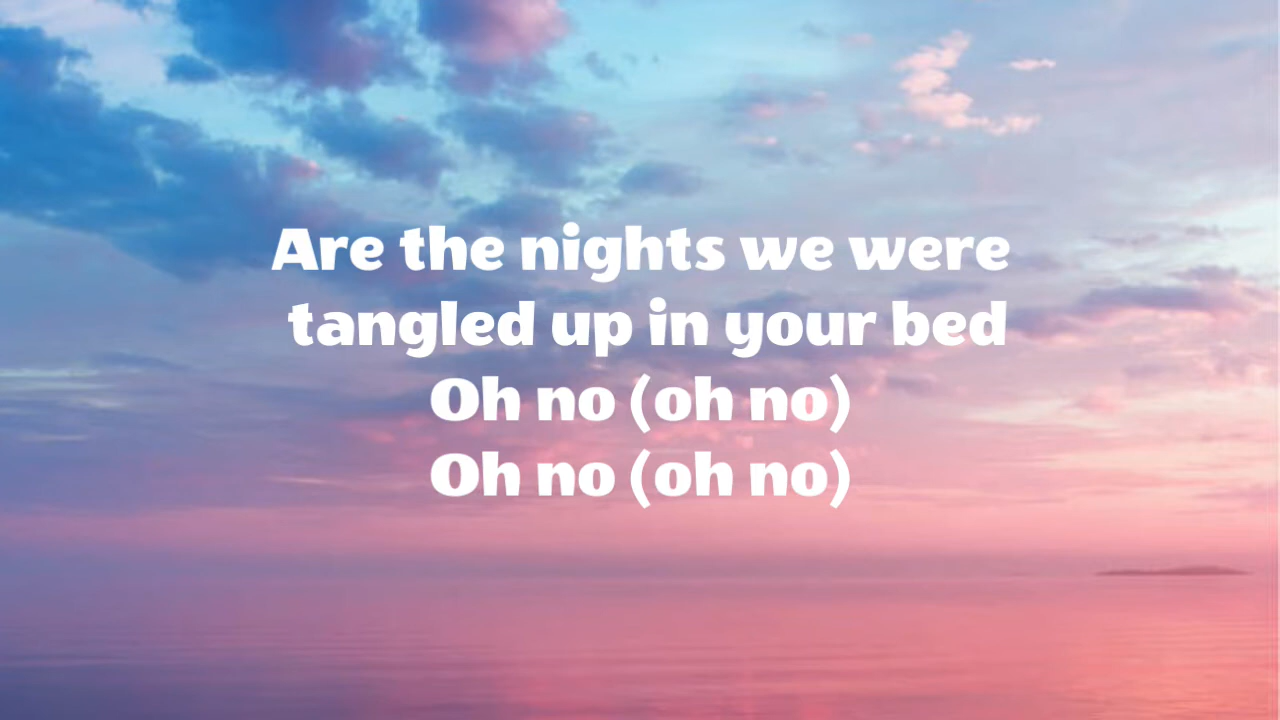 Are the nights we were
tangled up in your bed
Oh no (oh no)
Oh no (oh no)